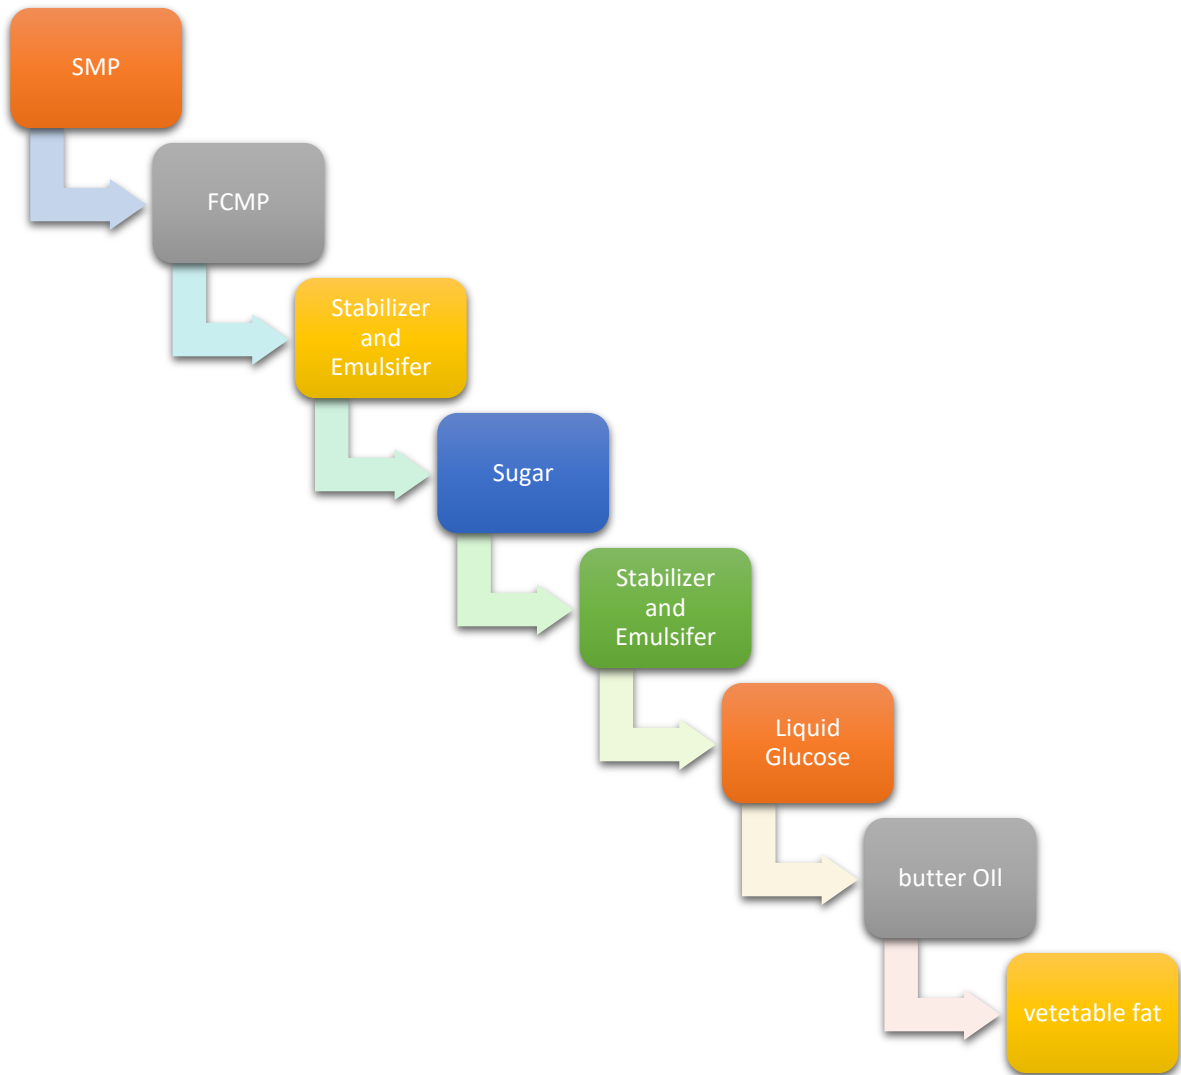 SMP
FCMP
Stabilizer
and
Emulsifer
Sugar
Stabilizer
and
Emulsifer
Liquid
Glucose
butter OIl
vetetable fat